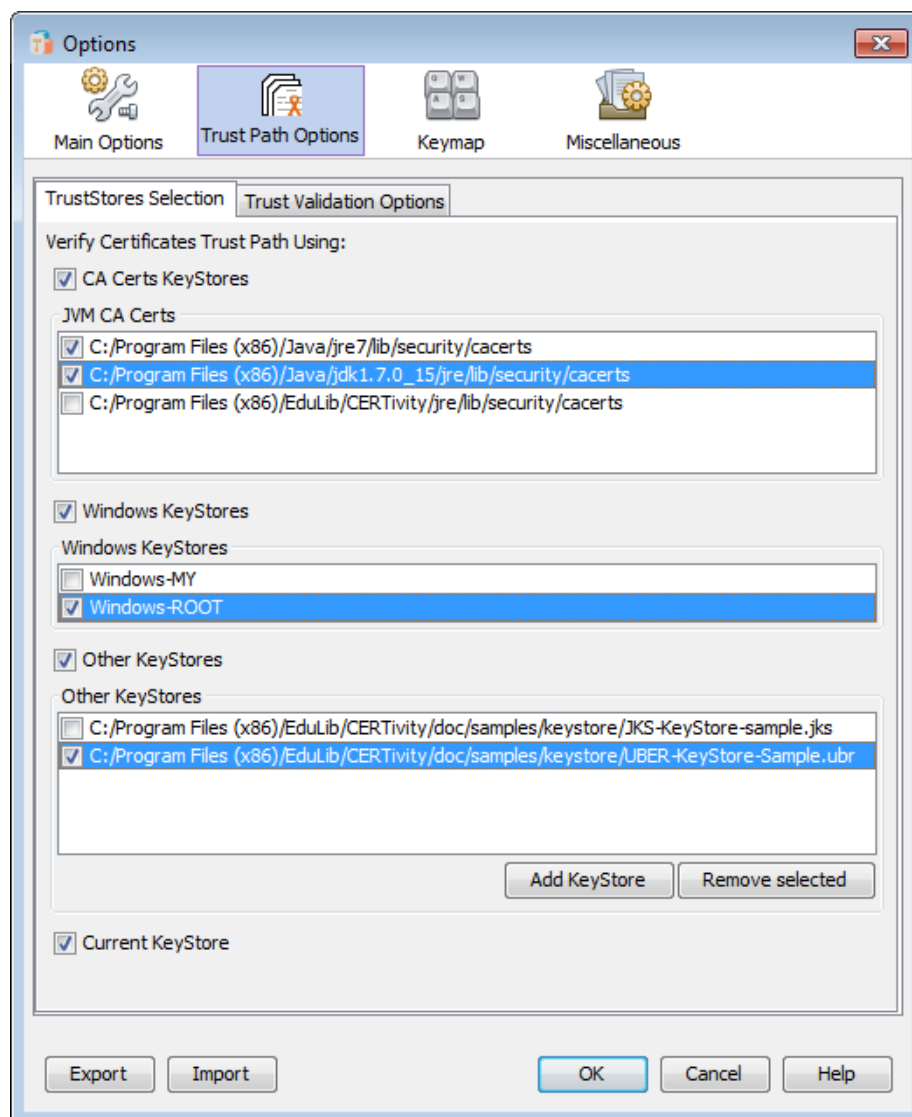 Options
Main Options
Trust Path Options
Keymap
Miscellaneous
TrustStores Selection
Trust Validation Options
Verify Certificates Trust Path Using:
CA Certs KeyStores
JVM CA Certs
C:/Program Files (x86)/Java/jre7/lib/security/cacerts
C:/Program Files (x86)/Java/jdk1.7.0_15/jre/lib/security/cacerts
C:/Program Files (x86)/EduLib/CERTivity/jre/lib/security/cacerts
Windows KeyStores
Windows KeyStores
Windows-MY
Windows-ROOT
Other KeyStores
Other KeyStores
C:/Program Files (x86)/EduLib/CERTivity/doc/samples/keystore/JKS-KeyStore-sample.jks
C:/Program Files (x86)/EduLib/CERTivity/doc/samples/keystore/UBER-KeyStore-Sample.ubr
Add KeyStore
Remove selected
Current KeyStore
Export
Import
OK
Cancel
Help